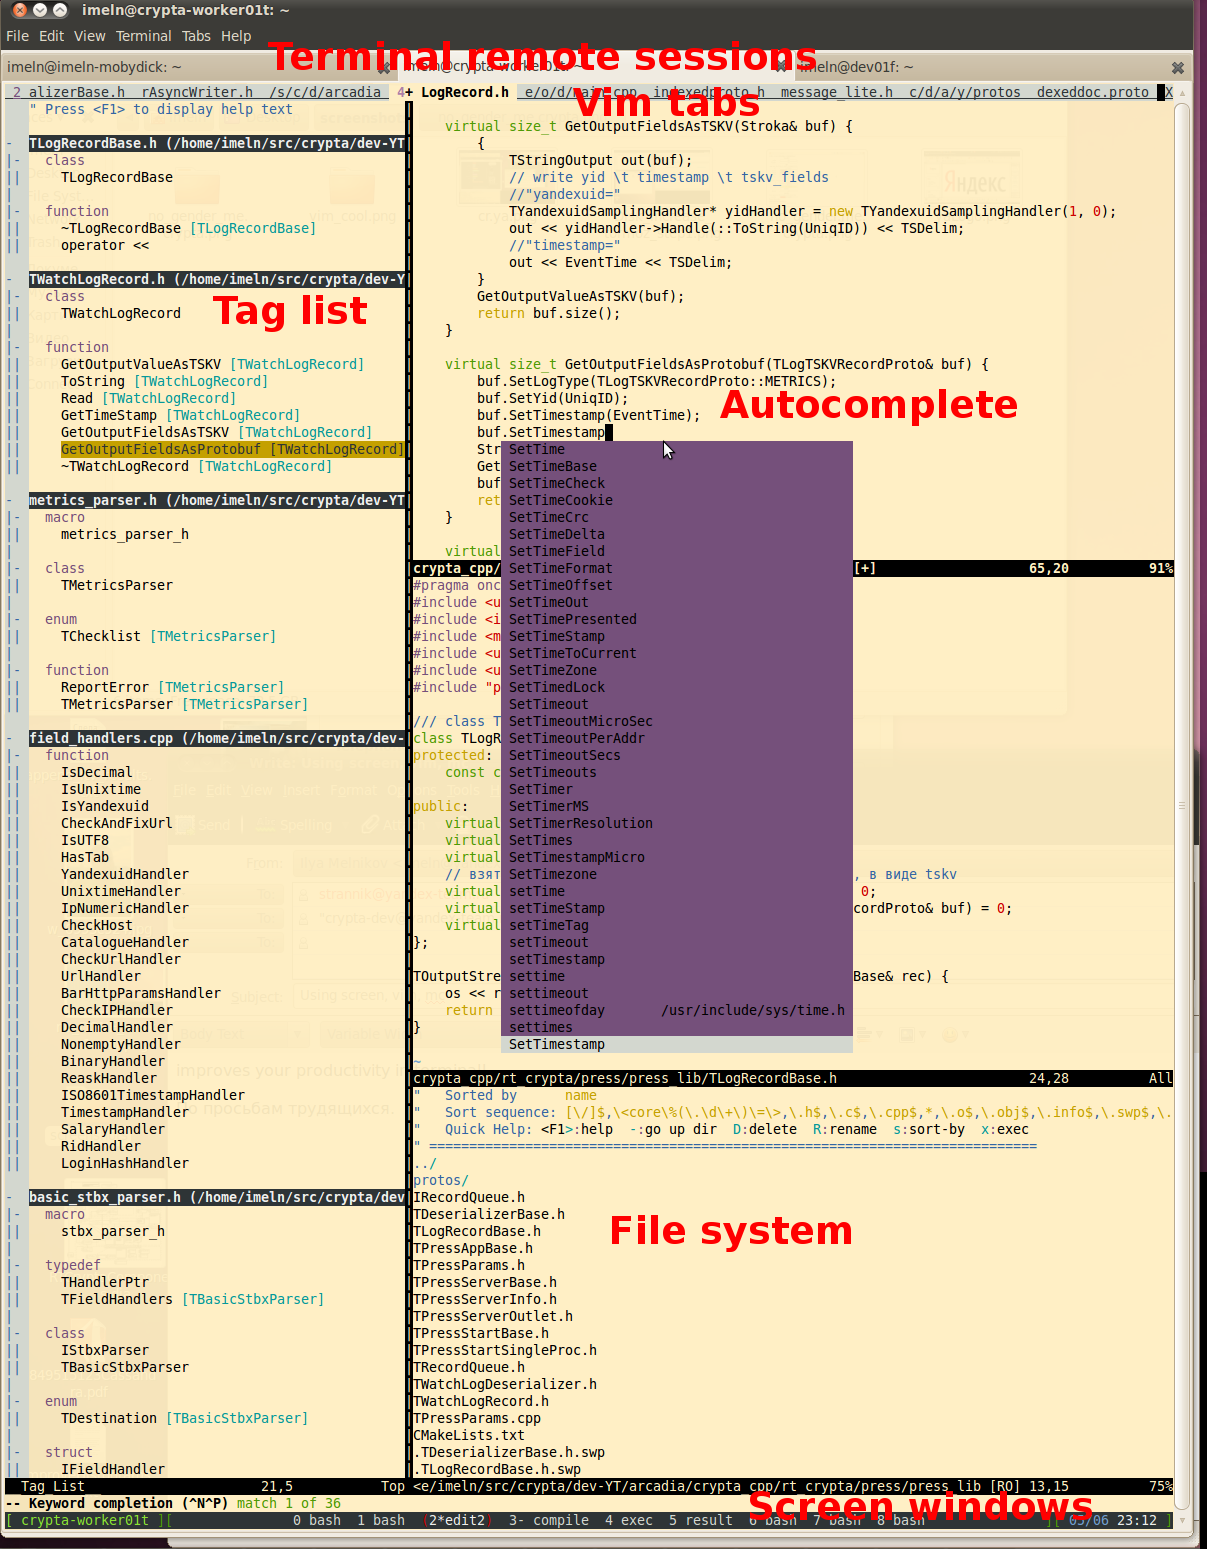 imeln@crypta-worker01t: ~
File Edit View Terminal Tabs Help
Terminal remote sessions
imeln@imeln-mobydick: ~
imeln@crypta-worker01t: ~
imeln@dev01f: ~
2 alizerBase.h rAsyncWriter.h /s/c/d/arcadia 4+ LogRecord.h e/o/d/main.cpp indexedproto.h message_lite.h c/d/a/y/protos dexeddoc.proto X
Vim tabs
" Press <F1> to display help text
- TLogRecordBase.h (/home/imeln/src/crypta/dev-YT
|- class
|| TLogRecordBase
|- function
|| ~TLogRecordBase [TLogRecordBase]
|| operator <<
- TWatchLogRecord.h (/home/imeln/src/crypta/dev-Y
|- class
|| TWatchLogRecord
Tag list
|- function
|| GetOutputValueAsTSKV [TWatchLogRecord]
|| ToString [TWatchLogRecord]
|| Read [TWatchLogRecord]
|| GetTimeStamp [TWatchLogRecord]
|| GetOutputFieldsAsTSKV [TWatchLogRecord]
|| GetOutputFieldsAsProtobuf [TWatchLogRecord]
|| ~TWatchLogRecord [TWatchLogRecord]
- metrics_parser.h (/home/imeln/src/crypta/dev-YT
|- macro
|| metrics_parser_h
|- class
|| TMetricsParser
|- enum
|| TChecklist [TMetricsParser]
|- function
|| ReportError [TMetricsParser]
|| TMetricsParser [TMetricsParser]
- field_handlers.cpp (/home/imeln/src/crypta/dev-
|- function
|| IsDecimal
|| IsUnixtime
|| IsYandexuid
|| CheckAndFixUrl
|| IsUTF8
|| HasTab
|| YandexuidHandler
|| UnixtimeHandler
|| IpNumericHandler
|| CheckHost
|| CatalogueHandler
|| CheckUrlHandler
|| UrlHandler
|| BarHttpParamsHandler
|| CheckIPHandler
|| DecimalHandler
|| NonemptyHandler
|| BinaryHandler
|| ReaskHandler
|| ISO8601TimestampHandler
|| TimestampHandler
|| SalaryHandler
|| RidHandler
|| LoginHashHandler
- basic_stbx_parser.h (/home/imeln/src/crypta/dev
|- macro
|| stbx_parser_h
|- typedef
|| THandlerPtr
|| TFieldHandlers [TBasicStbxParser]
|- class
|| IStbxParser
|| TBasicStbxParser
|- enum
|| TDestination [TBasicStbxParser]
|- struct
|| IFieldHandler
Tag_List 21,5 Top
virtual size_t GetOutputFieldsAsTSKV(Stroka& buf) {
{
TStringOutput out(buf);
// write yid \t timestamp \t tskv_fields
//"yandexuid="
TYandexuidSamplingHandler* yidHandler = new TYandexuidSamplingHandler(1, 0);
out << yidHandler->Handle(::ToString(UniqID)) << TSDelim;
//"timestamp="
out << EventTime << TSDelim;
}
GetOutputValueAsTSKV(buf);
return buf.size();
}
virtual size_t GetOutputFieldsAsProtobuf(TLogTSKVRecordProto& buf) {
buf.SetLogType(TLogTSKVRecordProto::METRICS);
buf.SetYid(UniqID);
buf.SetTimestamp(EventTime);
Autocomplete
buf.SetTimestamp
Str SetTime
Get SetTimeBase
buf SetTimeCheck
ret SetTimeCookie
} SetTimeCrc
SetTimeDelta
virtual SetTimeField
crypta_cpp/ SetTimeFormat [+] 65,20 91%
#pragma onc SetTimeOffset
#include <u SetTimeOut
#include <i SetTimePresented
#include <m SetTimeStamp
#include <u SetTimeToCurrent
#include <u SetTimeZone
#include "p SetTimedLock
SetTimeout
/// class T SetTimeoutMicroSec
class TLogR SetTimeoutPerAddr
protected: SetTimeoutSecs
const c SetTimeouts
SetTimer
public: SetTimerMS
virtual SetTimerResolution
virtual SetTimes
virtual SetTimestampMicro
// взят SetTimezone , в виде tskv
virtual setTime 0;
virtual setTimeStamp cordProto& buf) = 0;
virtual setTimeTag
}; setTimeout
setTimestamp
TOutputStre settime Base& rec) {
os << r settimeout
return settimeofday /usr/include/sys/time.h
} settimes
SetTimestamp
~
crypta_cpp/rt_crypta/press/press_lib/TLogRecordBase.h 24,28 All
" Sorted by name
" Sort sequence: [\/]$,\<core\%(\.\d\+\)\=\>,\.h$,\.c$,\.cpp$,*,\.o$,\.obj$,\.info$,\.swp$,\.
" Quick Help: <F1>:help -:go up dir D:delete R:rename s:sort-by x:exec
" ============================================================================
../
protos/
IRecordQueue.h
TDeserializerBase.h
TLogRecordBase.h
File system
TPressAppBase.h
TPressParams.h
TPressServerBase.h
TPressServerInfo.h
TPressServerOutlet.h
TPressStartBase.h
TPressStartSingleProc.h
TRecordQueue.h
TWatchLogDeserializer.h
TWatchLogRecord.h
TPressParams.cpp
CMakeLists.txt
.TDeserializerBase.h.swp
.TLogRecordBase.h.swp
<e/imeln/src/crypta/dev-YT/arcadia/crypta_cpp/rt_crypta/press/press_lib [RO] 13,15 75%
-- Keyword completion (^N^P) match 1 of 36
Screen windows
[ crypta-worker01t ][ 0 bash 1 bash (2*edit2) 3- compile 4 exec 5 result 6 bash 7 bash 8 bash ][ 05/06 23:12 ]